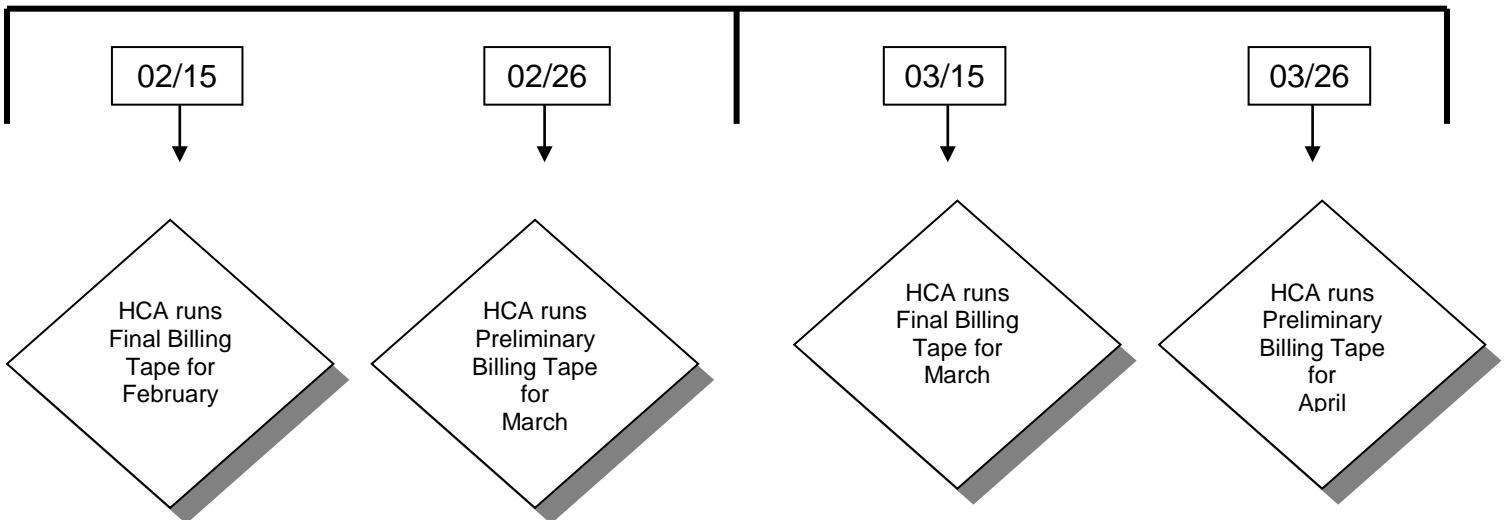 02/15
02/26
03/15
03/26
HCA runs
Final Billing
Tape for
February
HCA runs
Preliminary
Billing Tape
for
March
HCA runs
Final Billing
Tape for
March
HCA runs
Preliminary
Billing Tape
for
April